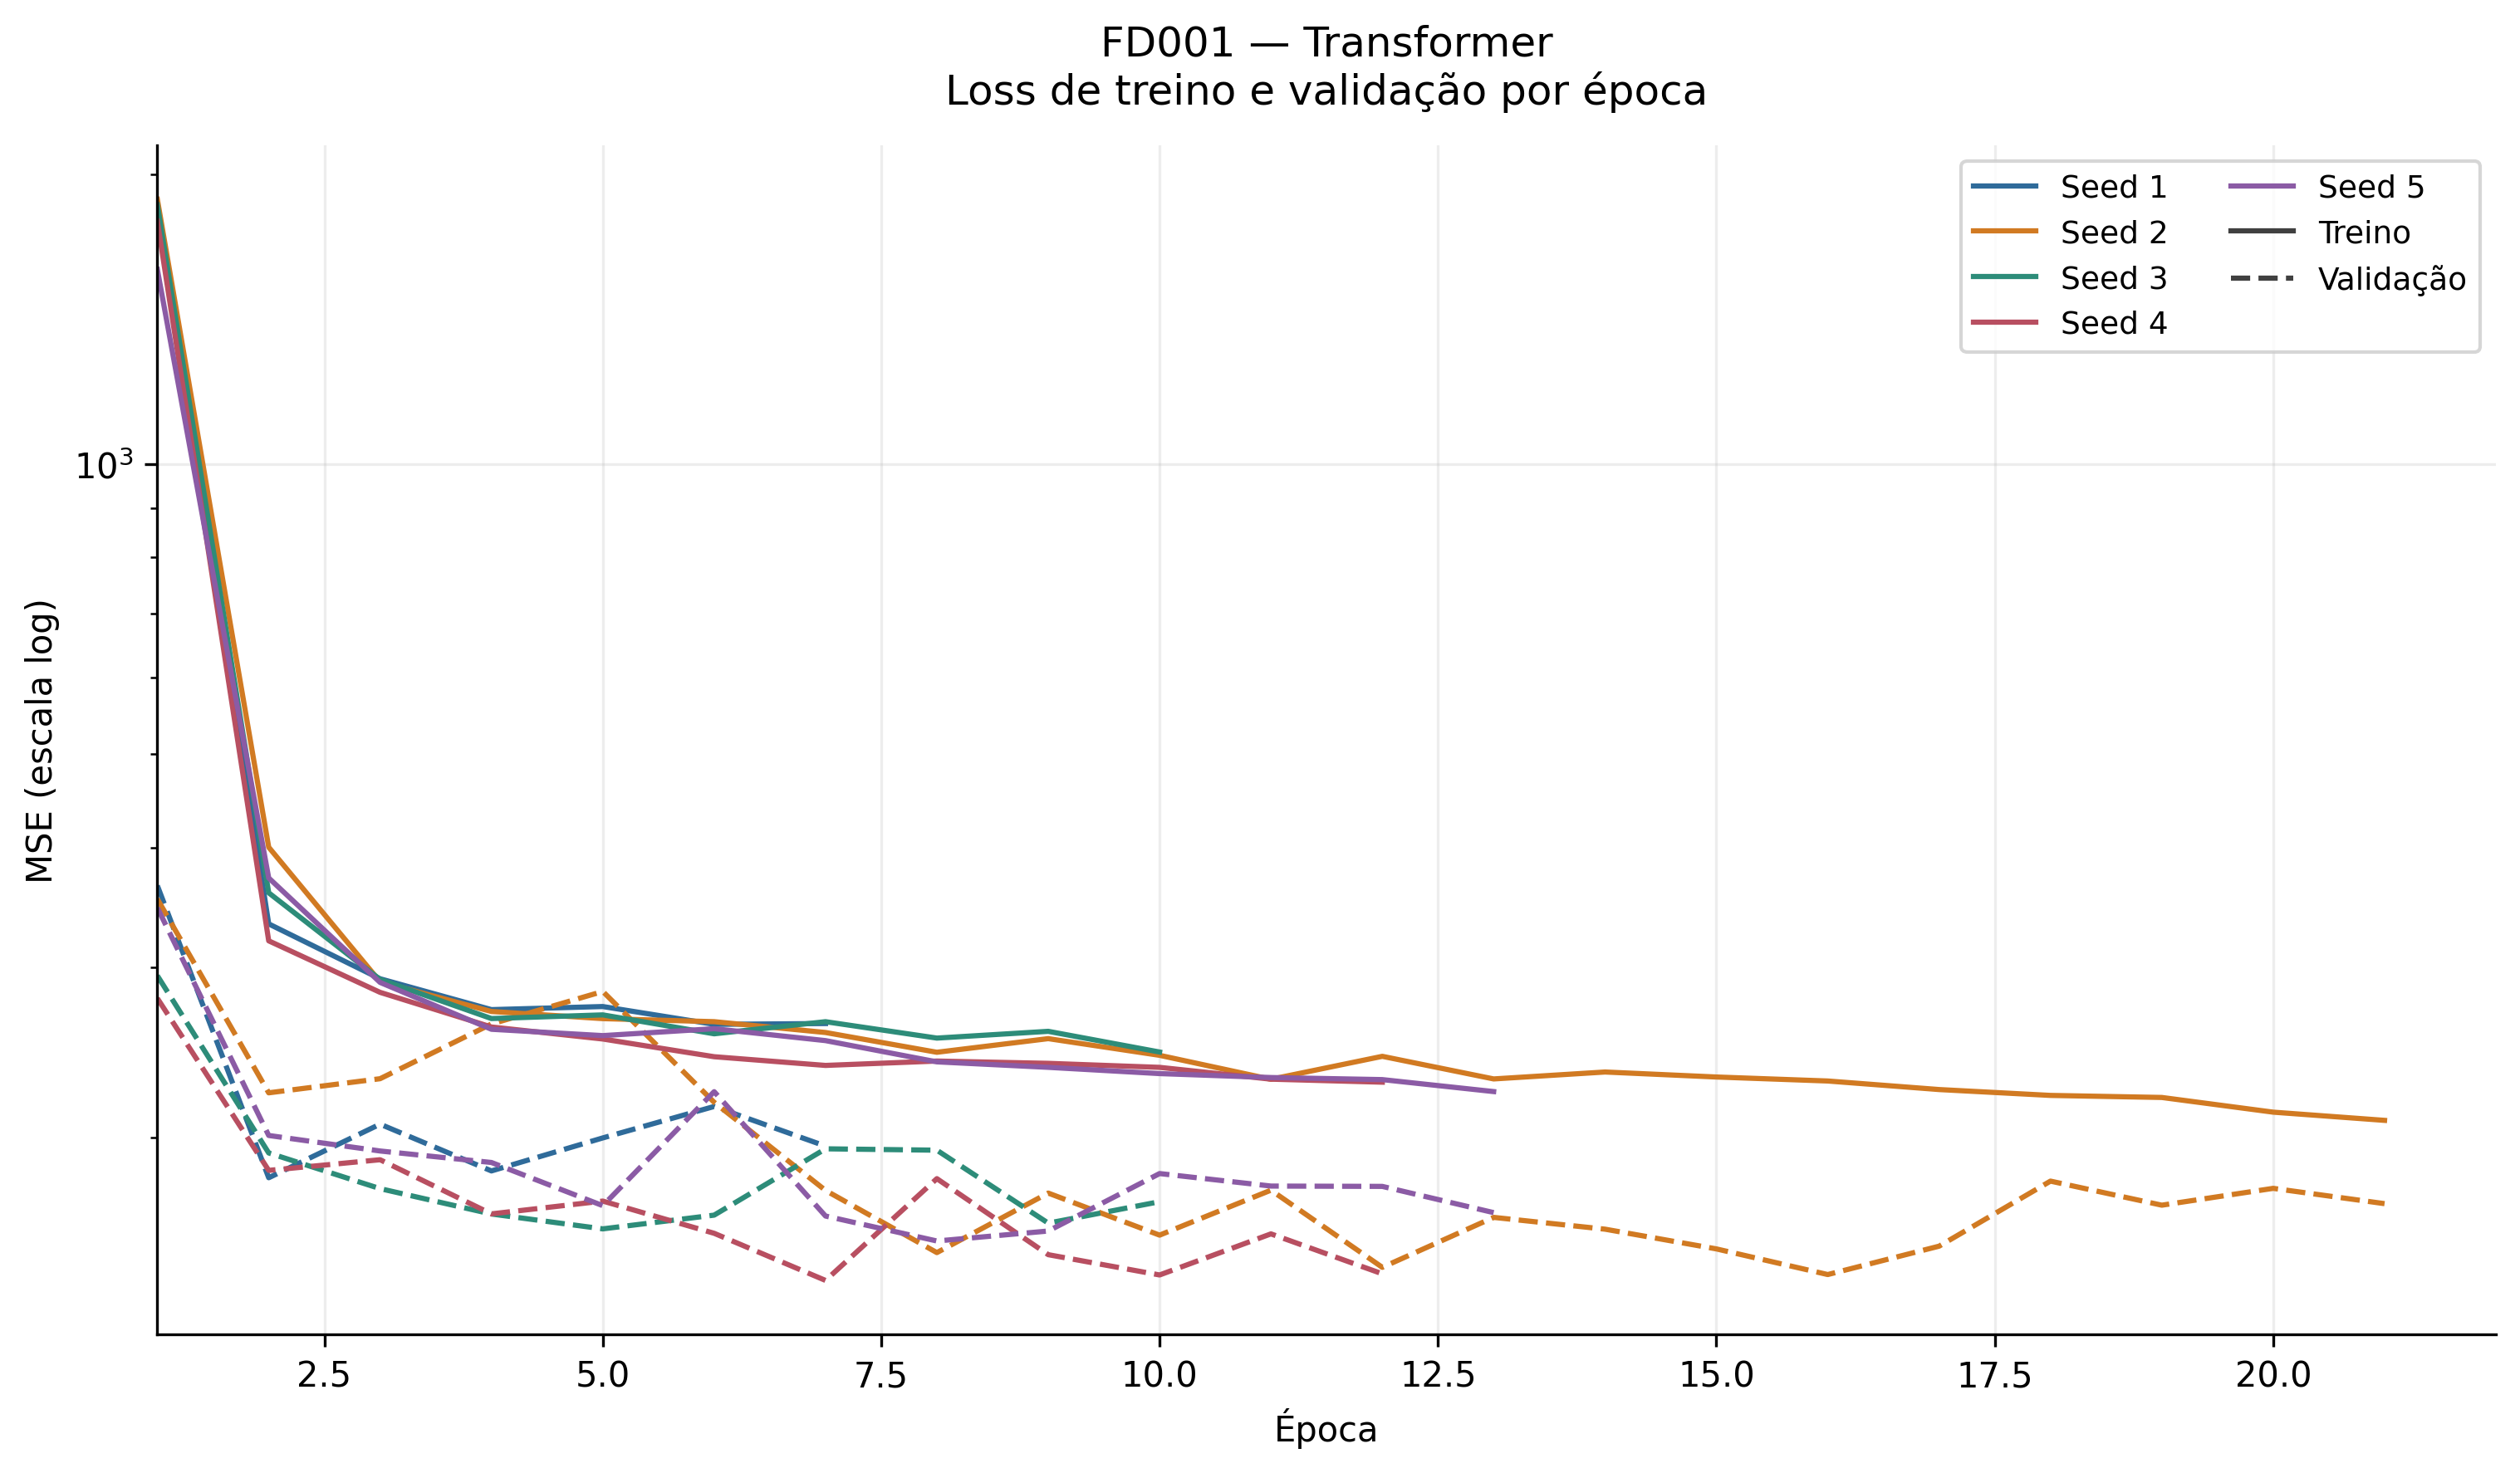 FD001 — Transformer
Loss de treino e validação por época
Seed 1
Seed 2
Seed 3
Seed 4
Seed 5
Treino
Validação
MSE (escala log)
10³
2.5 5.0 7.5 10.0 12.5 15.0 17.5 20.0
Época